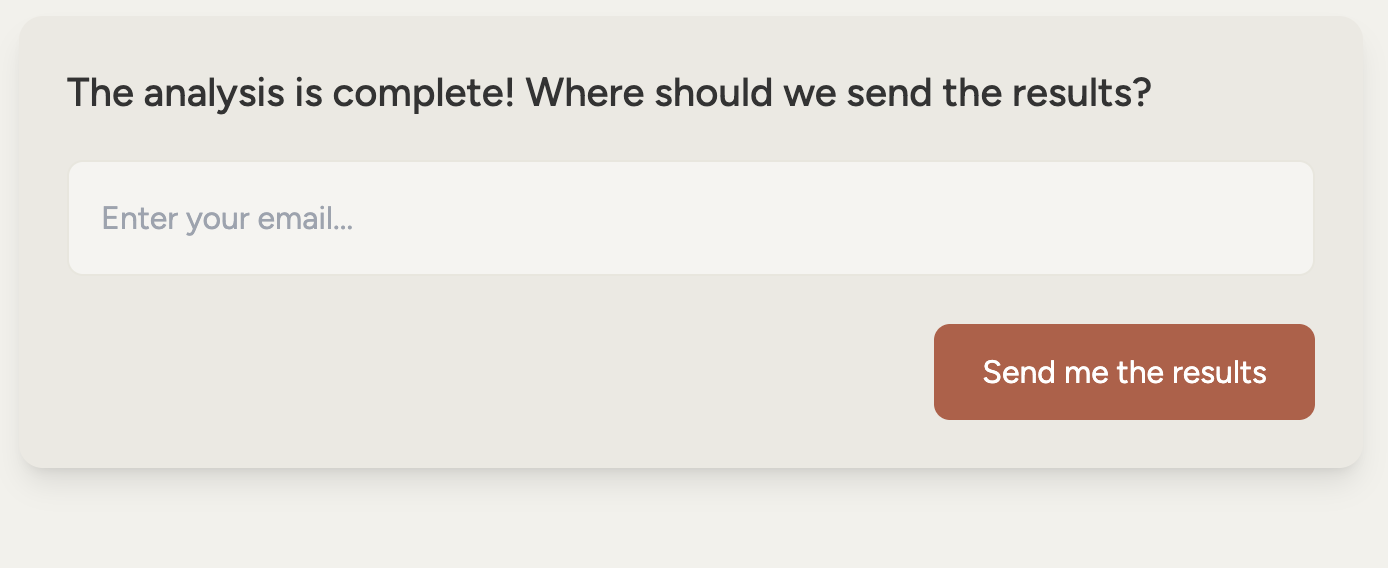 The analysis is complete! Where should we send the results?
Enter your email...
Send me the results